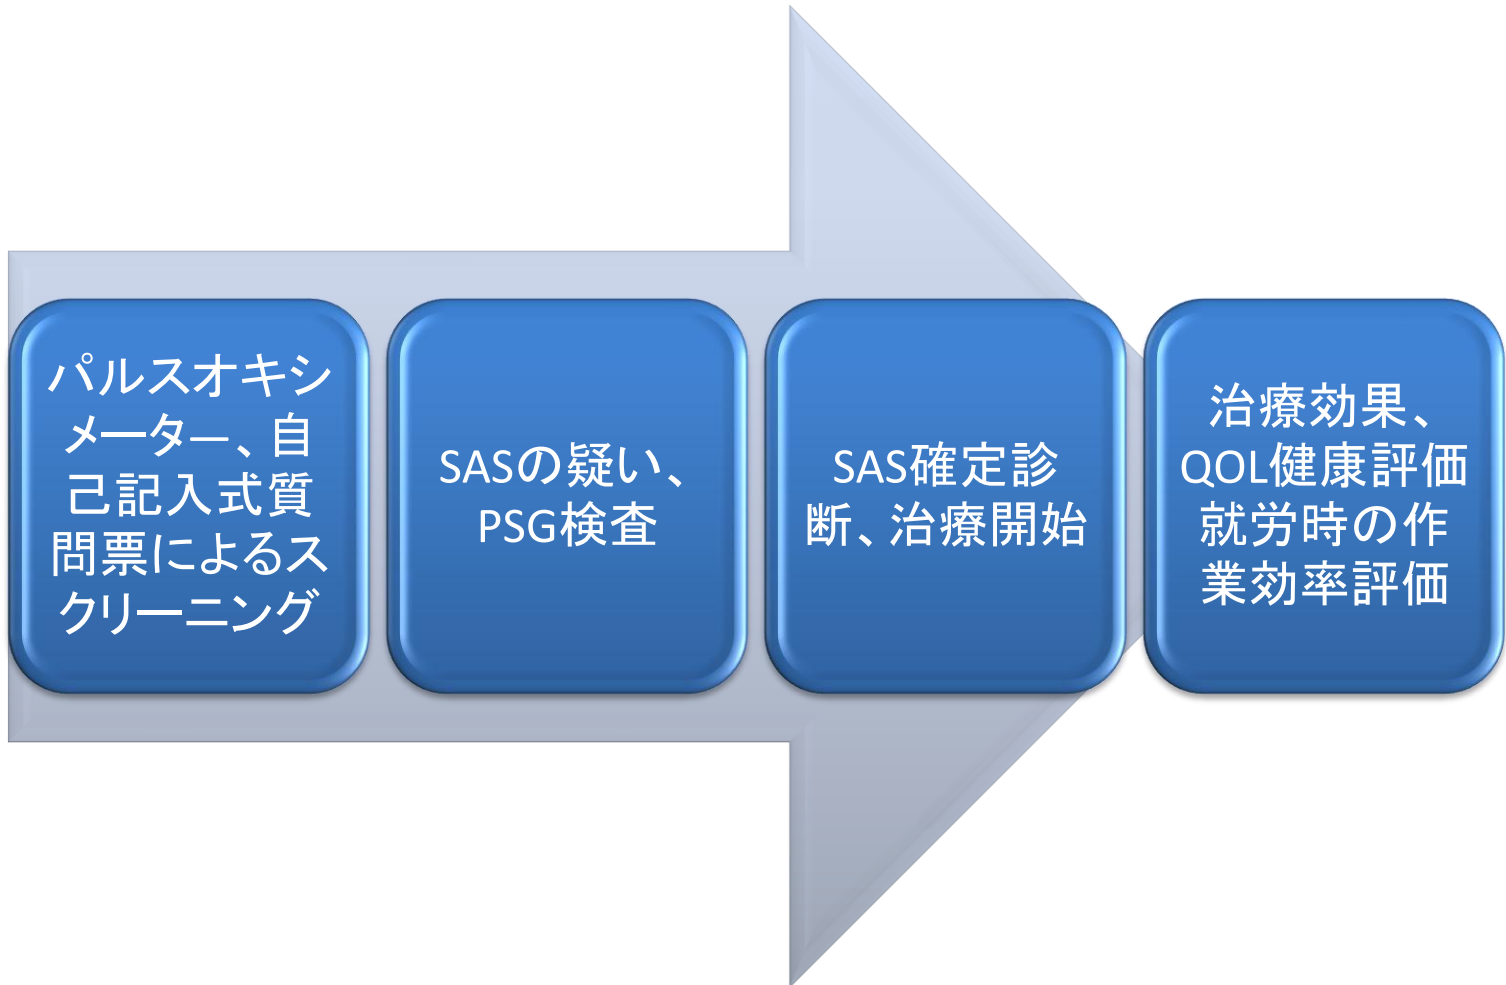 パルスオキシ
メーター、自
己記入式質
問票によるス
クリーニング
SASの疑い、
PSG検査
SAS確定診
断、治療開始
治療効果、
QOL健康評価
就労時の作
業効率評価